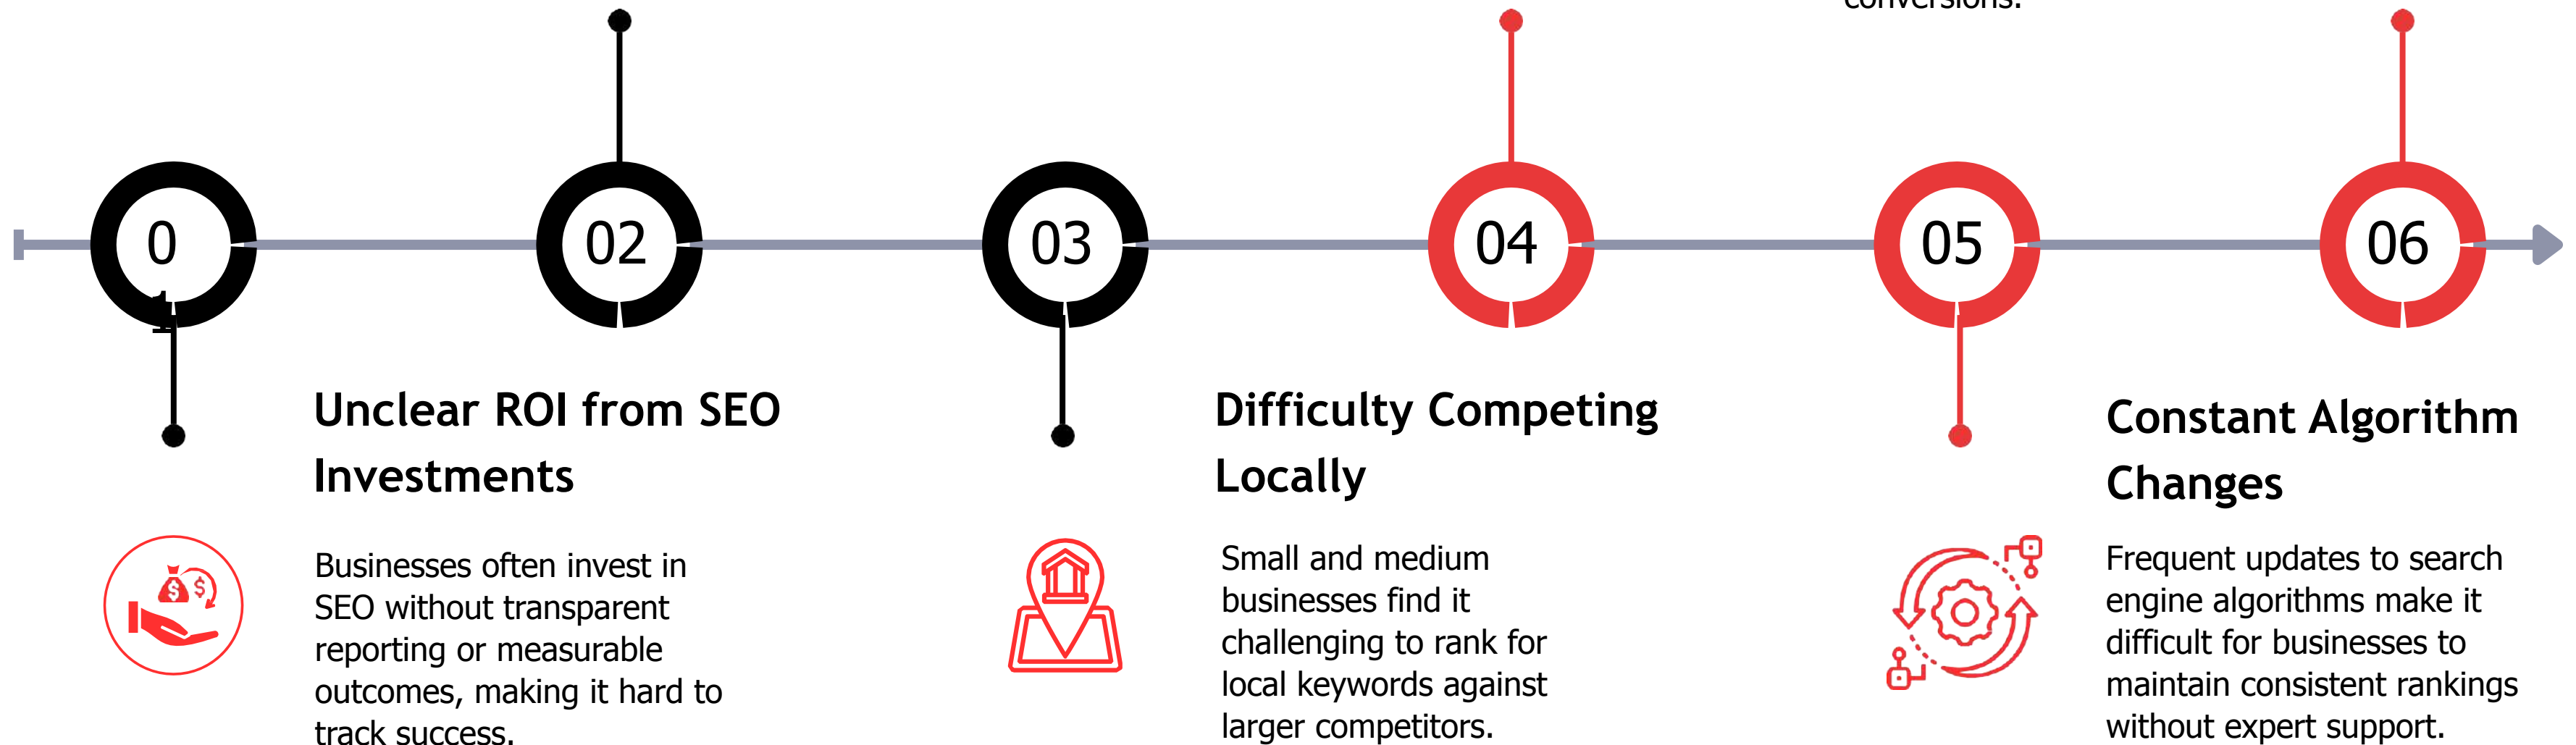 conversions.
0
1
02
03
04
05
06
Unclear ROI from SEO
Investments
Businesses often invest in
SEO without transparent
reporting or measurable
outcomes, making it hard to
track success.
Difficulty Competing
Locally
Small and medium
businesses find it
challenging to rank for
local keywords against
larger competitors.
Constant Algorithm
Changes
Frequent updates to search
engine algorithms make it
difficult for businesses to
maintain consistent rankings
without expert support.